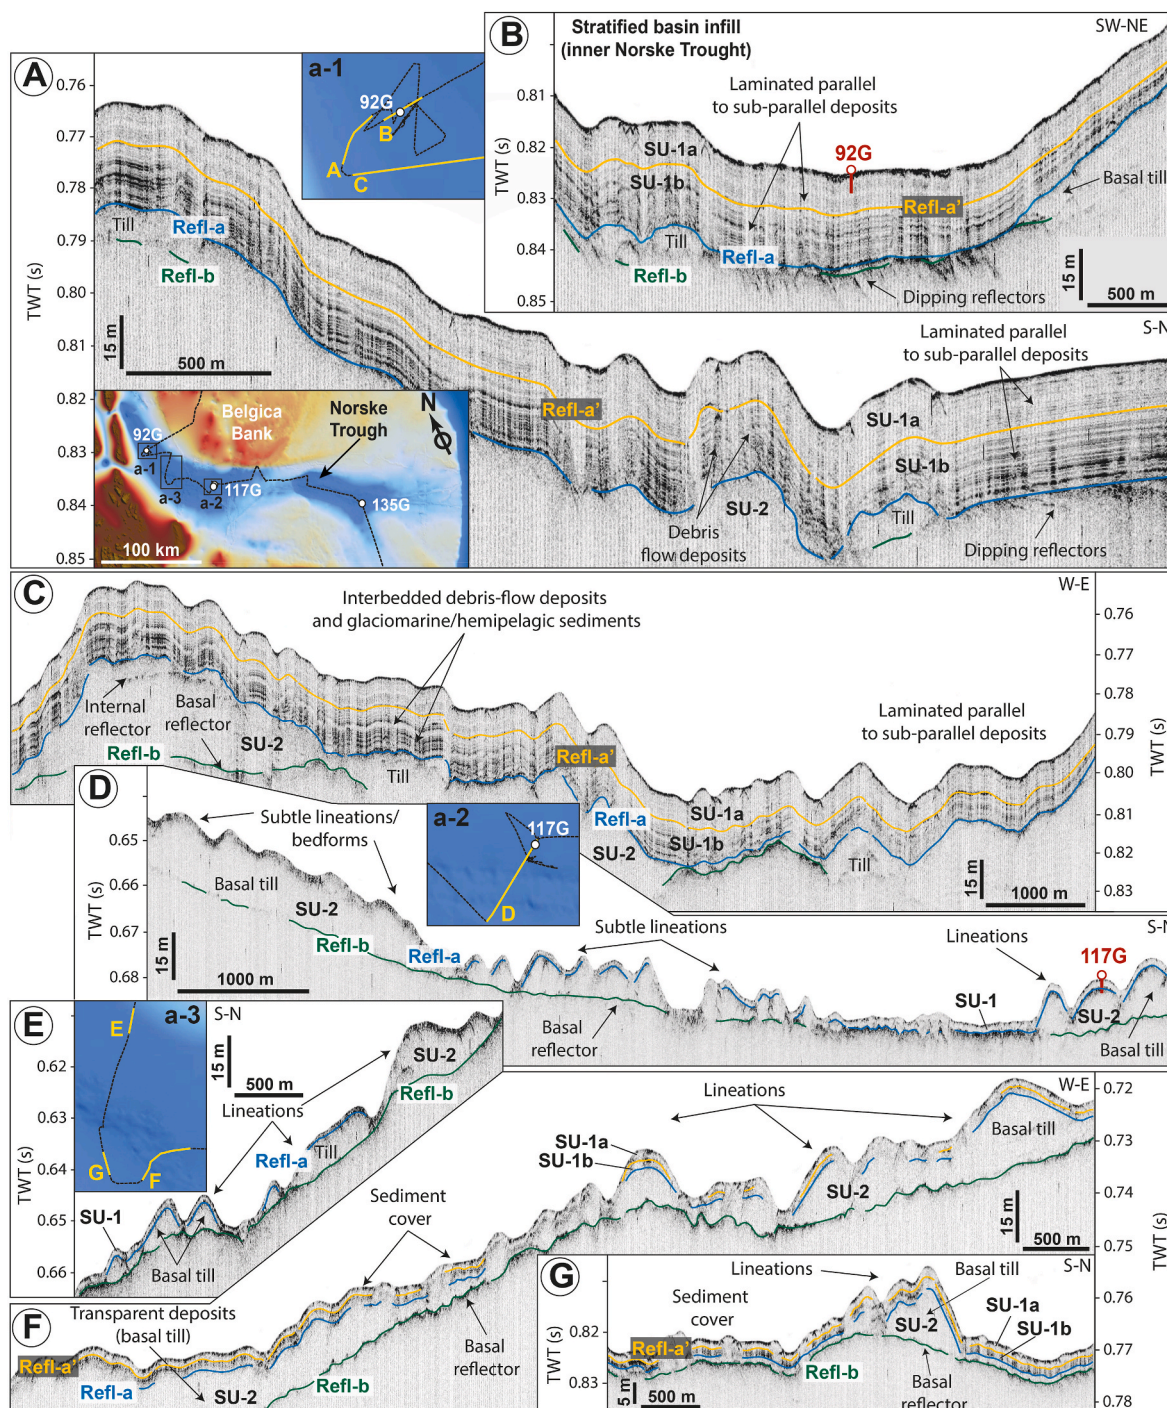 A
TWT (s)
0.76
0.77
0.78
0.79
0.80
0.81
0.82
0.83
0.84
0.85
a-1
92G
B
A
C
Till
Refl-a
Refl-b
15 m
500 m
Refl-a'
SU-1a
SU-1b
SU-2
Debris
flow deposits
Till
Laminated parallel
to sub-parallel deposits
Dipping reflectors
S-N
Belgica
Bank
Norske
Trough
N
92G
a-1
a-3
a-2
117G
135G
100 km
B
Stratified basin infill
(inner Norske Trought)
SW-NE
TWT (s)
0.81
0.82
0.83
0.84
0.85
Laminated parallel
to sub-parallel deposits
SU-1a
SU-1b
92G
Refl-a'
Basal till
Till
Refl-a
Refl-b
Dipping reflectors
15 m
500 m
C
W-E
0.76
0.77
0.78
0.79
0.80
0.81
0.82
0.83
TWT (s)
Interbedded debris-flow deposits
and glaciomarine/hemipelagic sediments
Internal
reflector
Basal
reflector
Refl-b
SU-2
Till
Refl-a'
Refl-a
SU-2
SU-1a
SU-1b
Laminated parallel
to sub-parallel deposits
Till
15 m
1000 m
D
TWT (s)
0.65
0.66
0.67
0.68
Subtle lineations/
bedforms
a-2
117G
D
Basal till
SU-2
Refl-b
Refl-a
15 m
1000 m
Subtle lineations
Basal
reflector
Lineations
S-N
117G
SU-1
SU-2
Basal till
E
a-3
E
G
F
S-N
15 m
500 m
TWT (s)
0.62
0.63
0.64
0.65
0.66
Lineations
SU-2
Refl-b
Refl-a
Till
SU-1
Basal till
F
W-E
0.72
0.73
0.74
0.75
TWT (s)
Lineations
SU-1a
SU-1b
SU-2
Basal till
15 m
500 m
Sediment
cover
Transparent deposits
(basal till)
Refl-a'
Refl-a
SU-2
Refl-b
Basal
reflector
G
S-N
TWT (s)
0.82
0.83
0.76
0.77
0.78
Lineations
Basal till
Sediment
cover
SU-1a
SU-1b
SU-2
Refl-a'
Refl-b
Basal
reflector
5 m
500 m